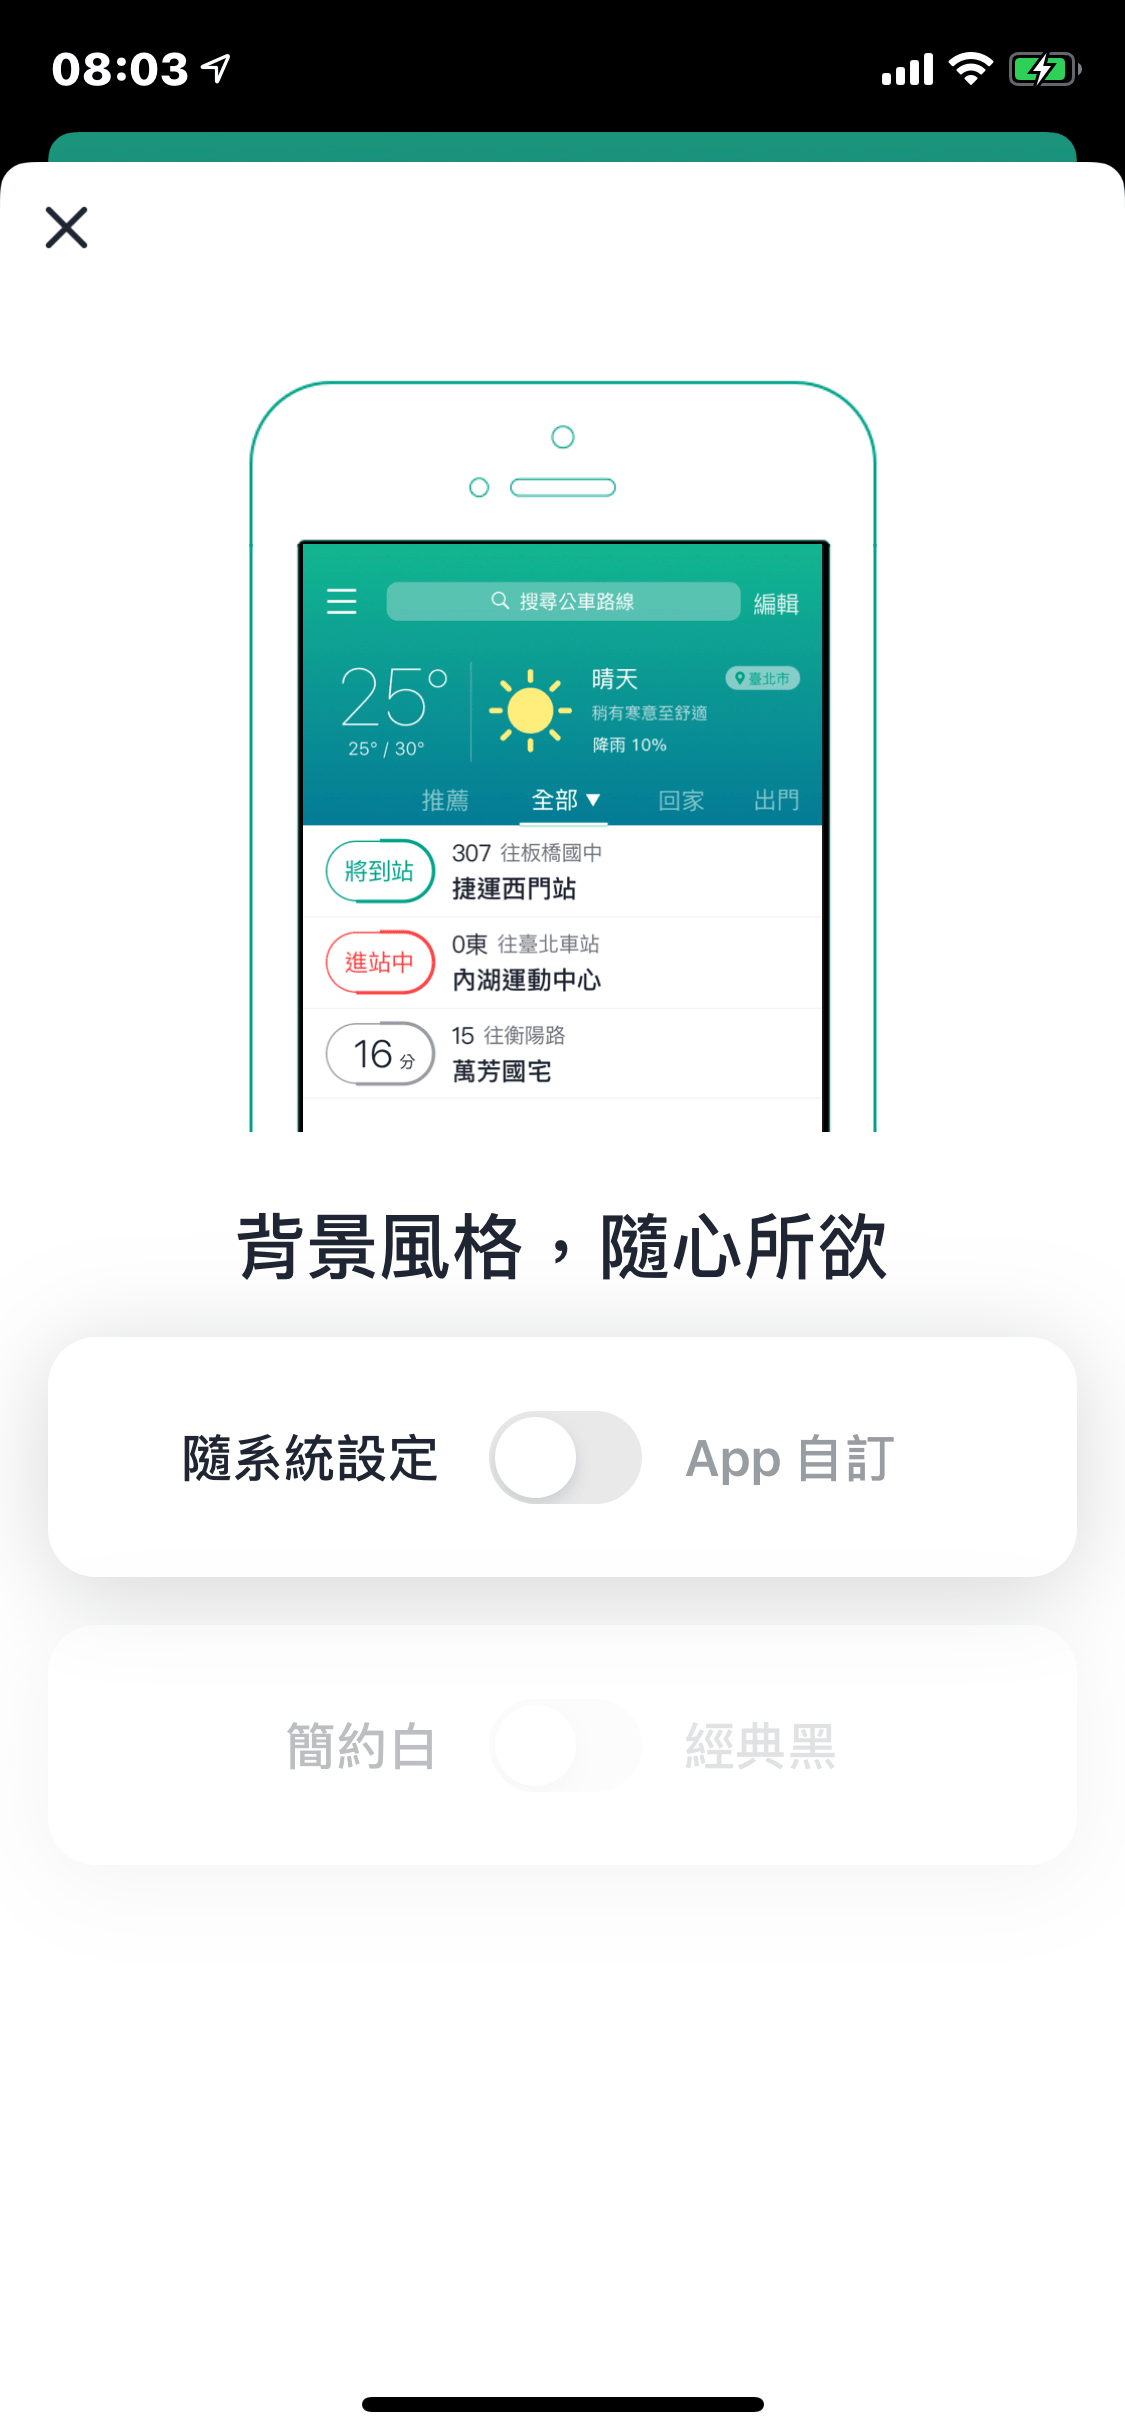 08:03
搜尋公車路線
編輯
25°
25° / 30°
晴天
臺北市
稍有寒意至舒適
降雨 10%
推薦 全部 ▼ 回家 出門
將到站
307 往板橋國中
捷運西門站
進站中
0東 往臺北車站
內湖運動中心
16 分
15 往衡陽路
萬芳國宅
背景風格，隨心所欲
隨系統設定 App 自訂
簡約白 經典黑